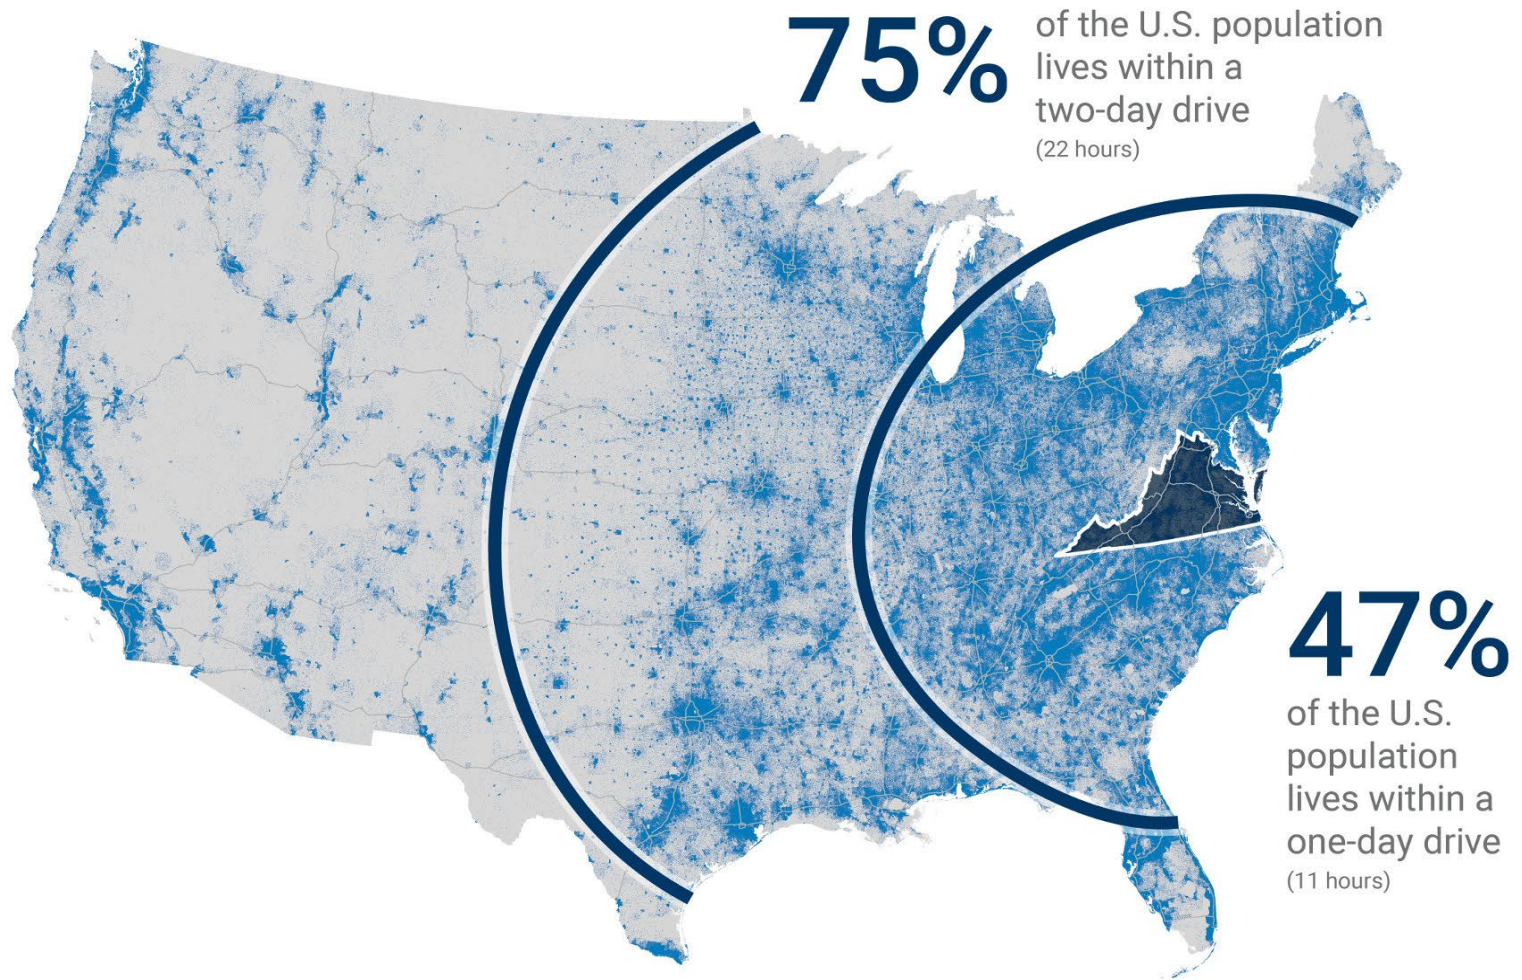 75%
of the U.S. population
lives within a
two-day drive
(22 hours)
47%
of the U.S.
population
lives within a
one-day drive
(11 hours)